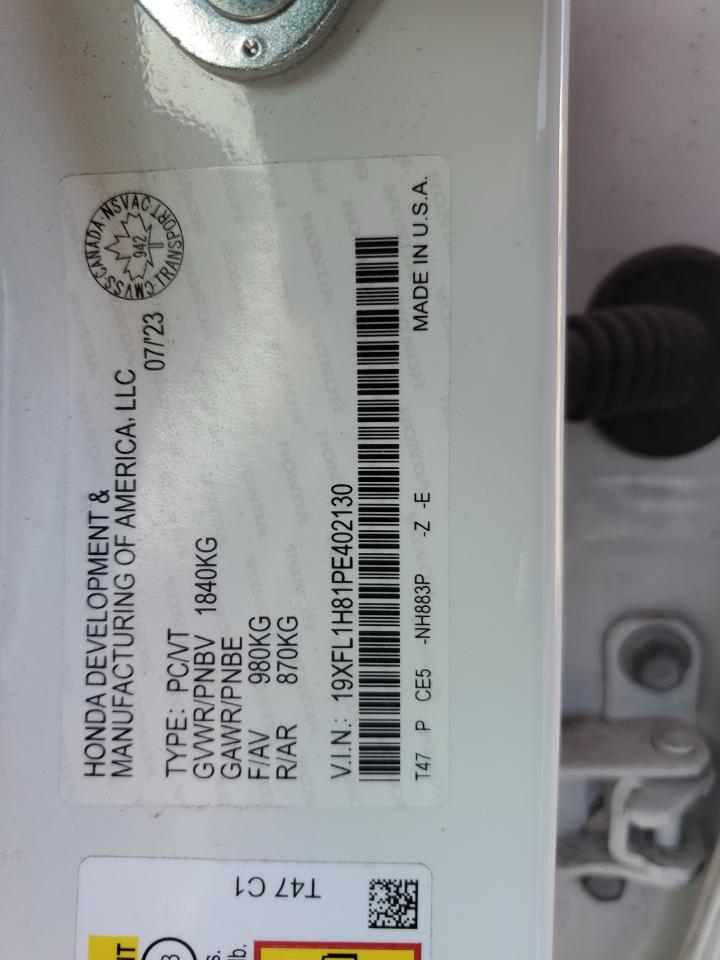 HONDA DEVELOPMENT &
MANUFACTURING OF AMERICA, LLC
07/'23
CMVSS·CANADA·NSVAC·TRANSPORT
942
TYPE: PC/VT
GVWR/PNBV 1840KG
GAWR/PNBE
F/AV 980KG
R/AR 870KG
V.I.N.: 19XFL1H81PE402130
T47 P CE5 -NH883P -Z -E
MADE IN U.S.A.
T47 C1